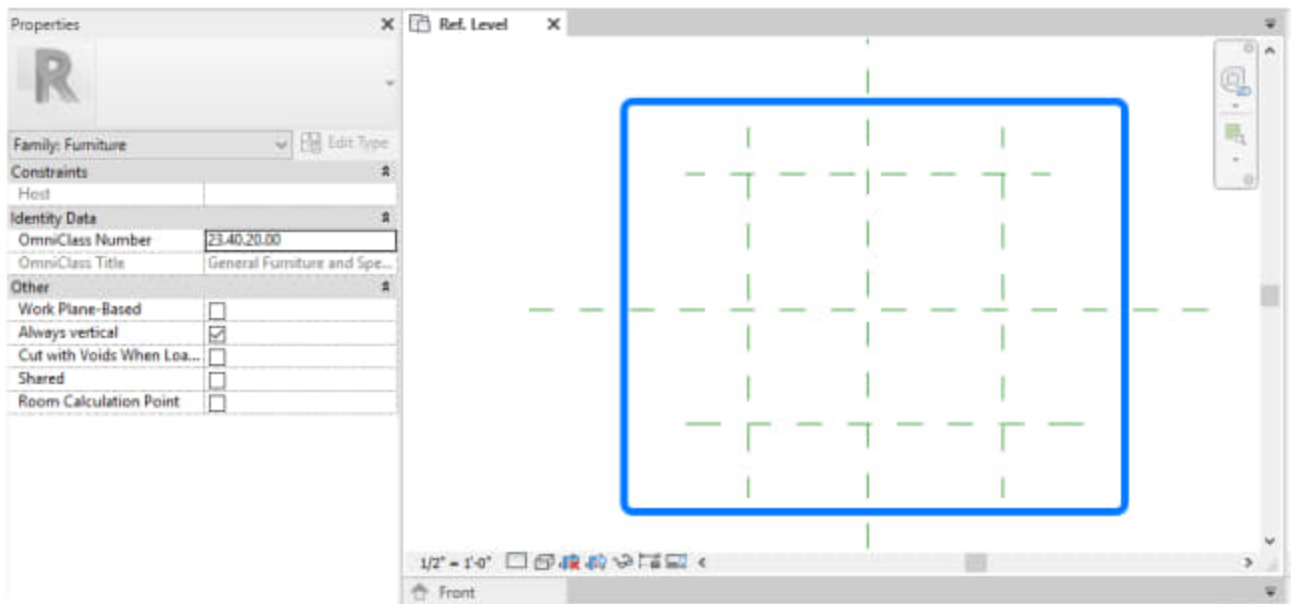 Properties
R
Family: Furniture
Edit Type
Constraints
Host
Identity Data
OmniClass Number 23.40.20.00
OmniClass Title General Furniture and Spe...
Other
Work Plane-Based
Always vertical
Cut with Voids When Loa...
Shared
Room Calculation Point
Ref. Level
1/2" = 1'-0"
Front